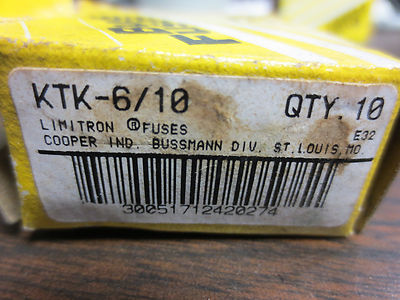 KTK-6/10 QTY. 10
LIMITRON ® FUSES E32
COOPER IND. BUSSMANN DIV. ST. LOUIS, MO
30051712420274